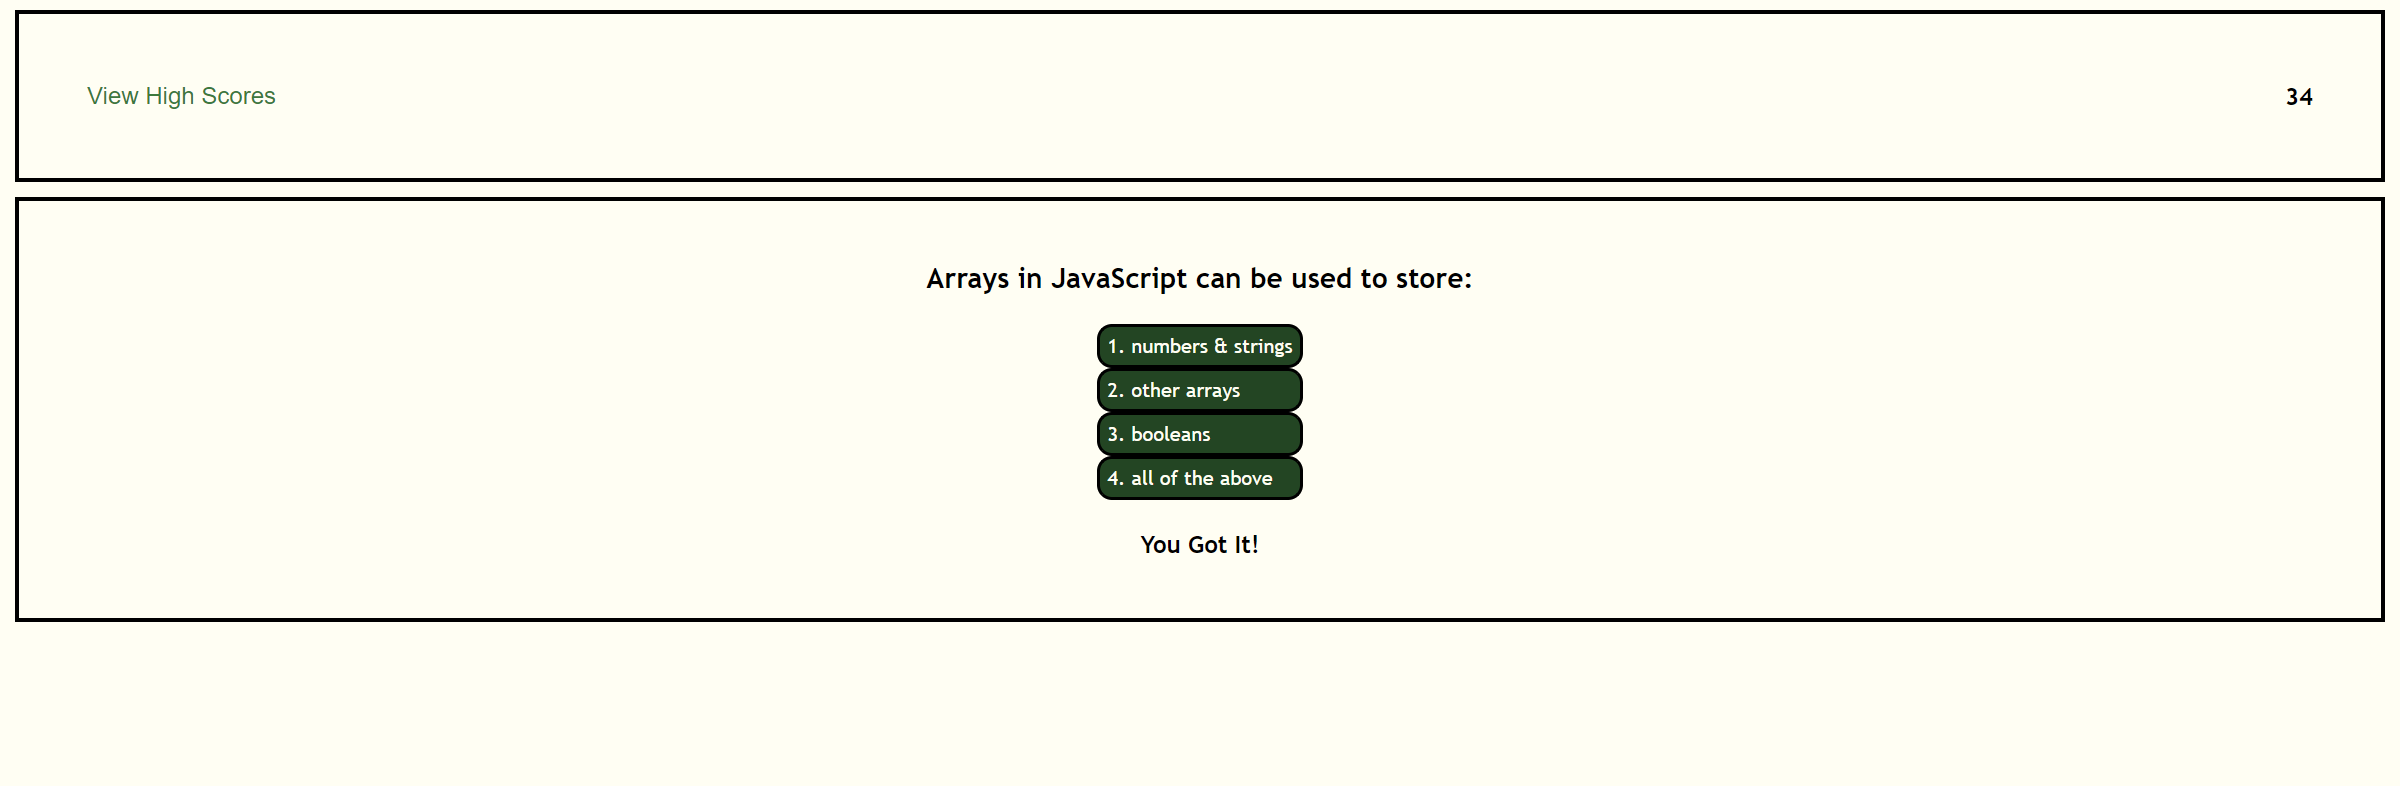 View High Scores
34
Arrays in JavaScript can be used to store:
1. numbers & strings
2. other arrays
3. booleans
4. all of the above
You Got It!